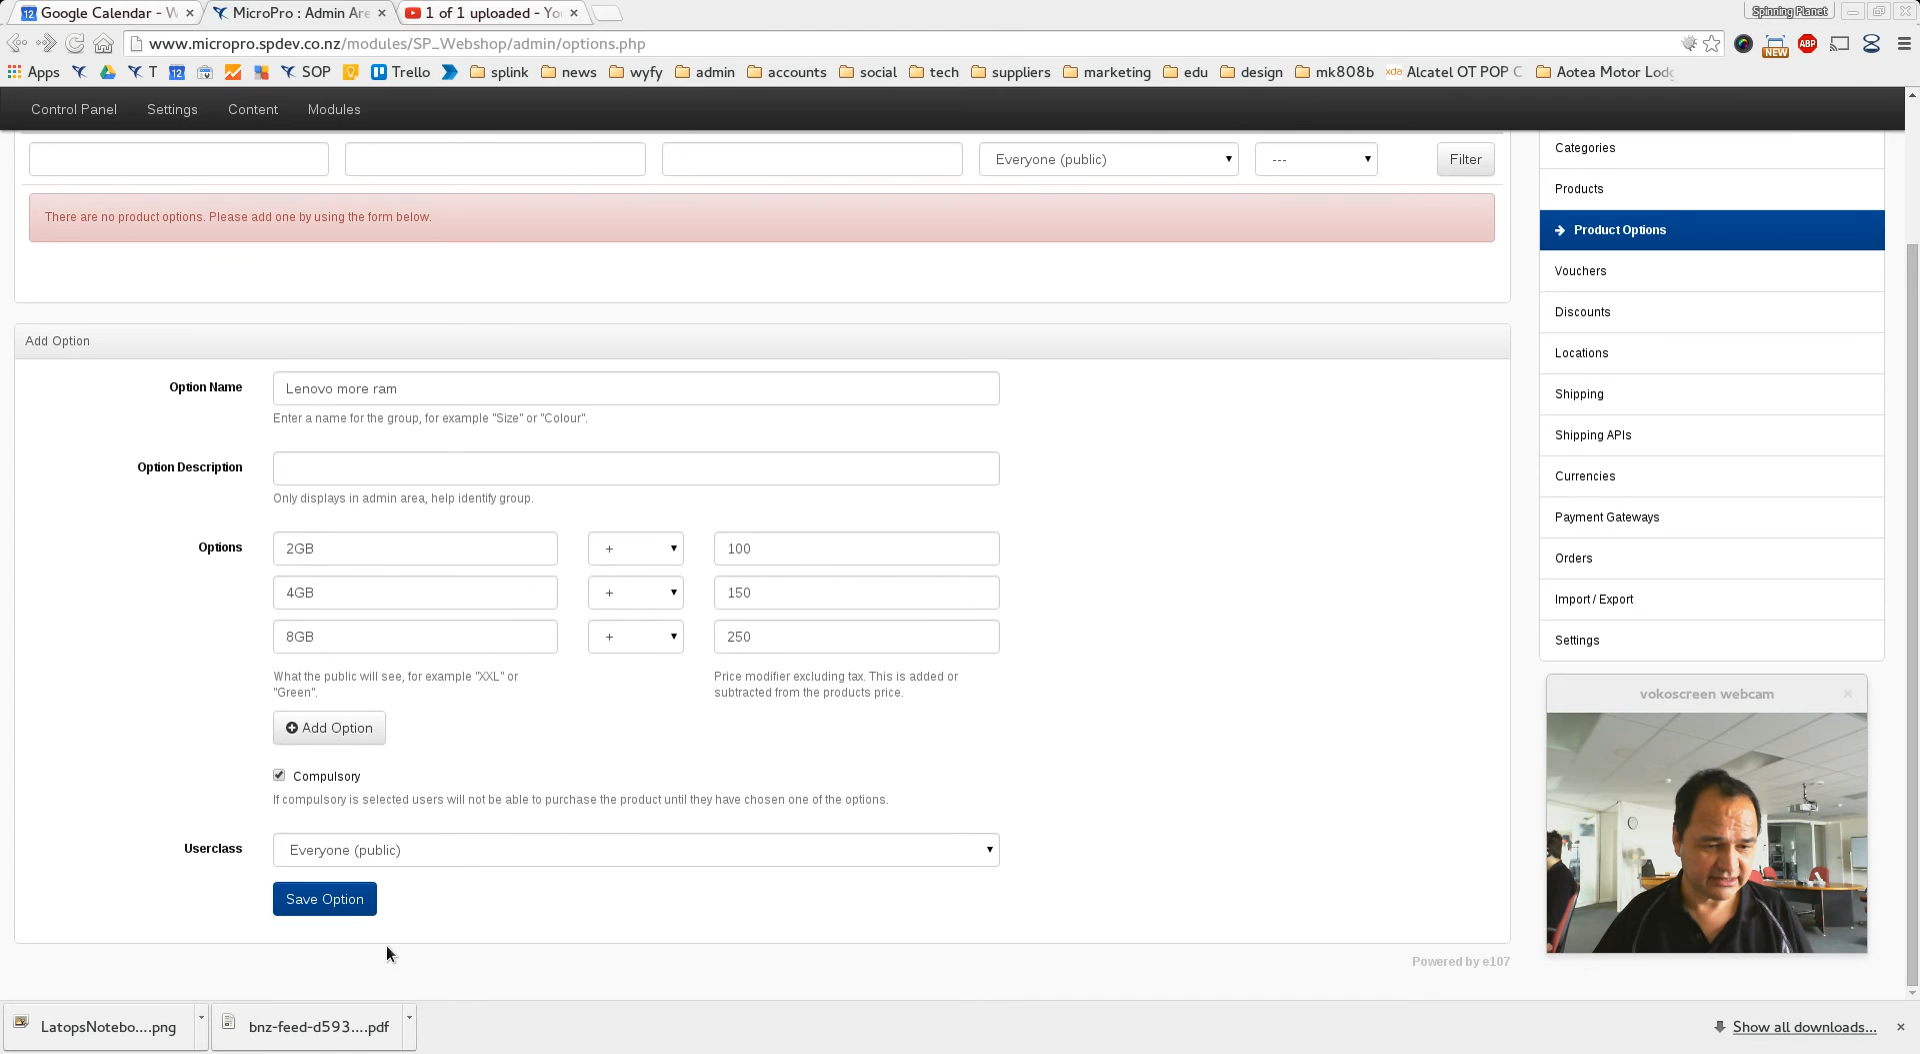 Google Calendar - W
MicroPro : Admin Are
1 of 1 uploaded - Yo
Spinning Planet
www.micropro.spdev.co.nz/modules/SP_Webshop/admin/options.php
ABP
NEW
Apps
T
12
SOP
Trello
splink
news
wyfy
admin
accounts
social
tech
suppliers
marketing
edu
design
mk808b
xda
Alcatel OT POP C
Aotea Motor Lodg
Control Panel
Settings
Content
Modules
Everyone (public)
---
Filter
There are no product options. Please add one by using the form below.
Add Option
Option Name
Lenovo more ram
Enter a name for the group, for example "Size" or "Colour".
Option Description
Only displays in admin area, help identify group.
Options
2GB + 100
4GB + 150
8GB + 250
What the public will see, for example "XXL" or
"Green".
Price modifier excluding tax. This is added or
subtracted from the products price.
Add Option
Compulsory
If compulsory is selected users will not be able to purchase the product until they have chosen one of the options.
Userclass
Everyone (public)
Save Option
Powered by e107
Categories
Products
Product Options
Vouchers
Discounts
Locations
Shipping
Shipping APIs
Currencies
Payment Gateways
Orders
Import / Export
Settings
vokoscreen webcam
LatopsNotebo....png
bnz-feed-d593....pdf
Show all downloads...